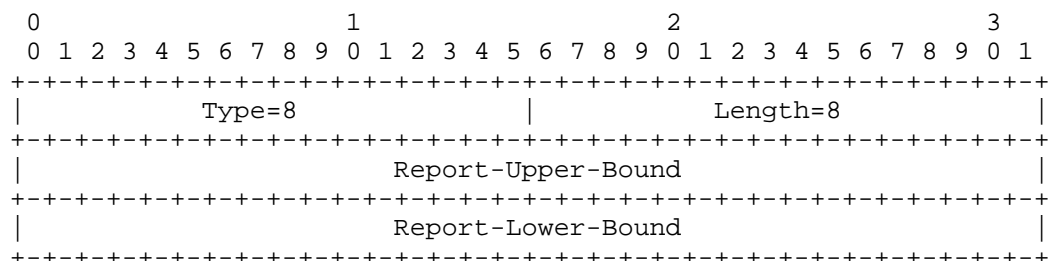 0                   1                   2                   3
0 1 2 3 4 5 6 7 8 9 0 1 2 3 4 5 6 7 8 9 0 1 2 3 4 5 6 7 8 9 0 1
+-+-+-+-+-+-+-+-+-+-+-+-+-+-+-+-+-+-+-+-+-+-+-+-+-+-+-+-+-+-+-+-+
|           Type=8              |           Length=8            |
+-+-+-+-+-+-+-+-+-+-+-+-+-+-+-+-+-+-+-+-+-+-+-+-+-+-+-+-+-+-+-+-+
|                       Report-Upper-Bound                      |
+-+-+-+-+-+-+-+-+-+-+-+-+-+-+-+-+-+-+-+-+-+-+-+-+-+-+-+-+-+-+-+-+
|                       Report-Lower-Bound                      |
+-+-+-+-+-+-+-+-+-+-+-+-+-+-+-+-+-+-+-+-+-+-+-+-+-+-+-+-+-+-+-+-+